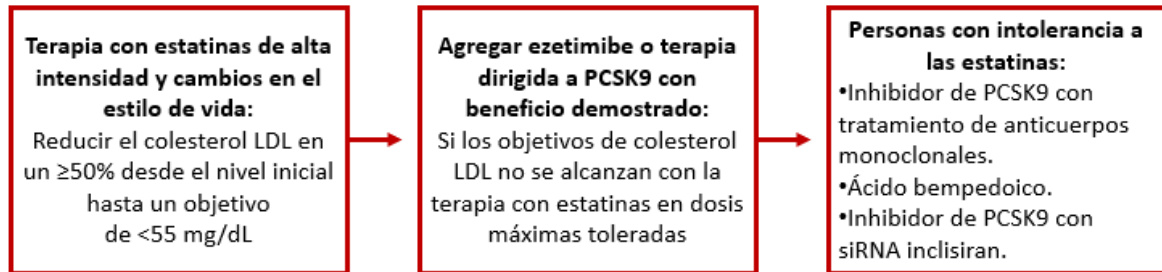 Terapia con estatinas de alta
intensidad y cambios en el
estilo de vida:
Reducir el colesterol LDL en
un ≥50% desde el nivel inicial
hasta un objetivo
de <55 mg/dL
Agregar ezetimibe o terapia
dirigida a PCSK9 con
beneficio demostrado:
Si los objetivos de colesterol
LDL no se alcanzan con la
terapia con estatinas en dosis
máximas toleradas
Personas con intolerancia a
las estatinas:
•Inhibidor de PCSK9 con
tratamiento de anticuerpos
monoclonales.
•Ácido bempedoico.
•Inhibidor de PCSK9 con
siRNA inclisiran.